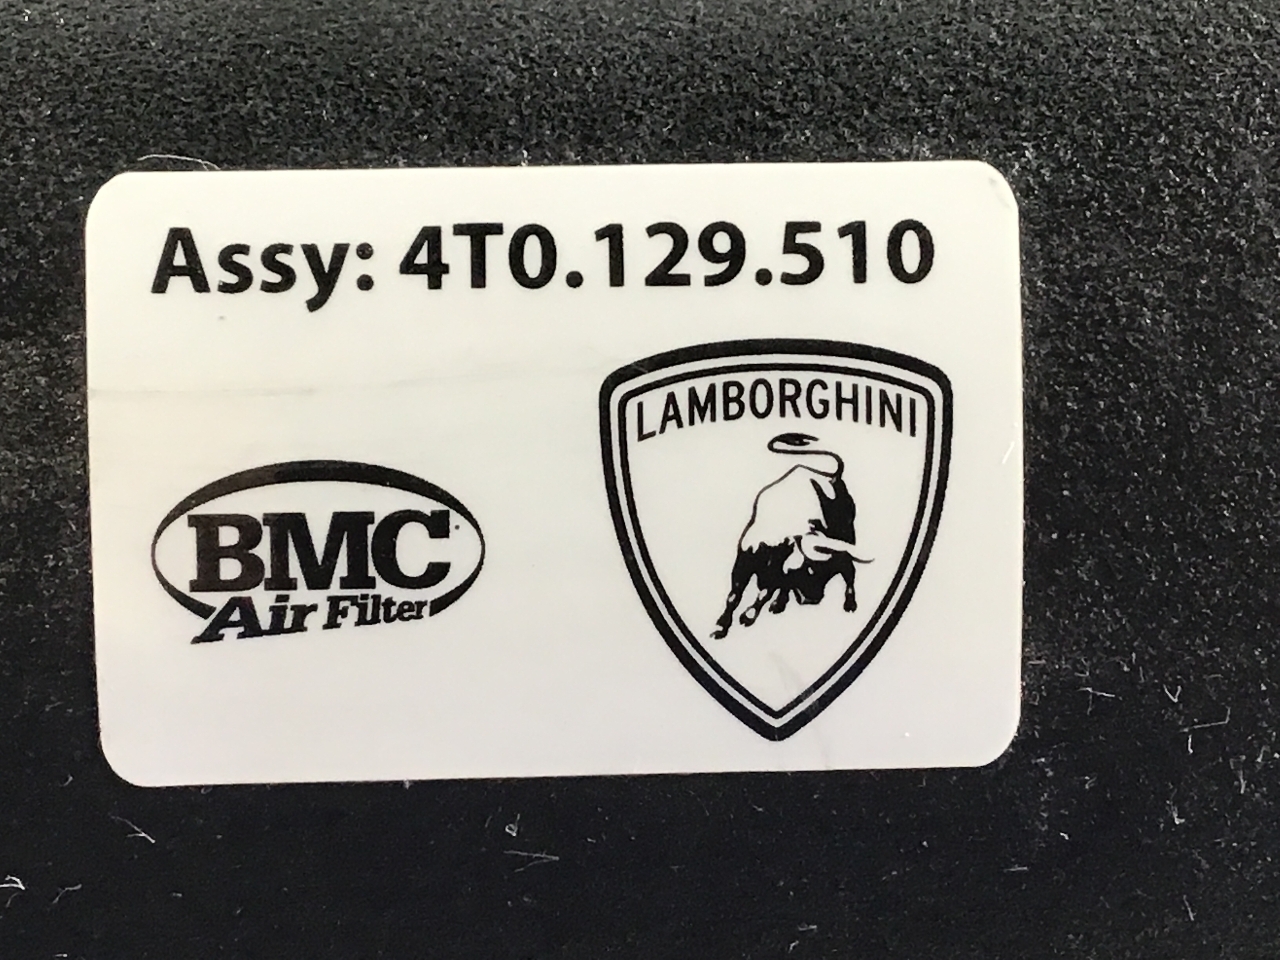 Assy: 4T0.129.510
LAMBORGHINI
BMC
Air Filter